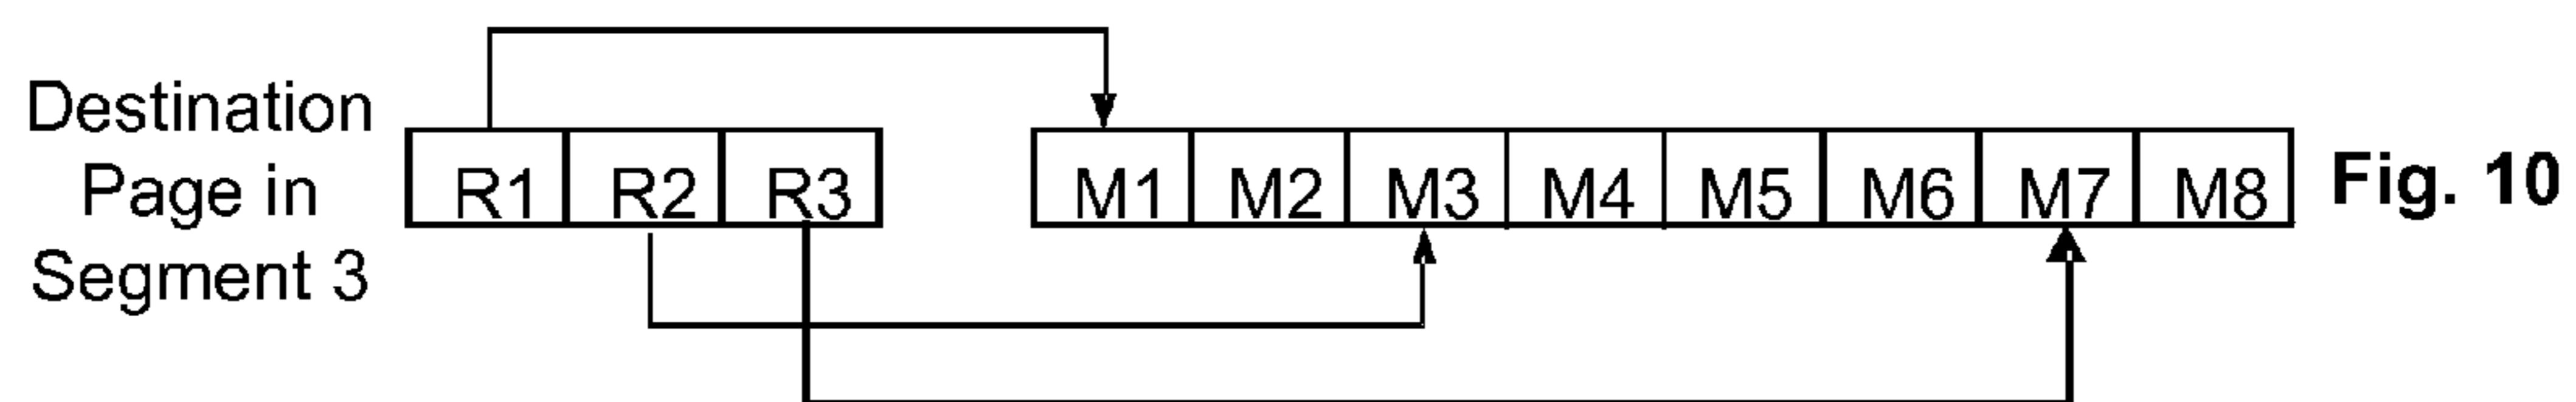 Destination
Page in
Segment 3
R1 R2 R3 M1 M2 M3 M4 M5 M6 M7 M8
Fig. 10